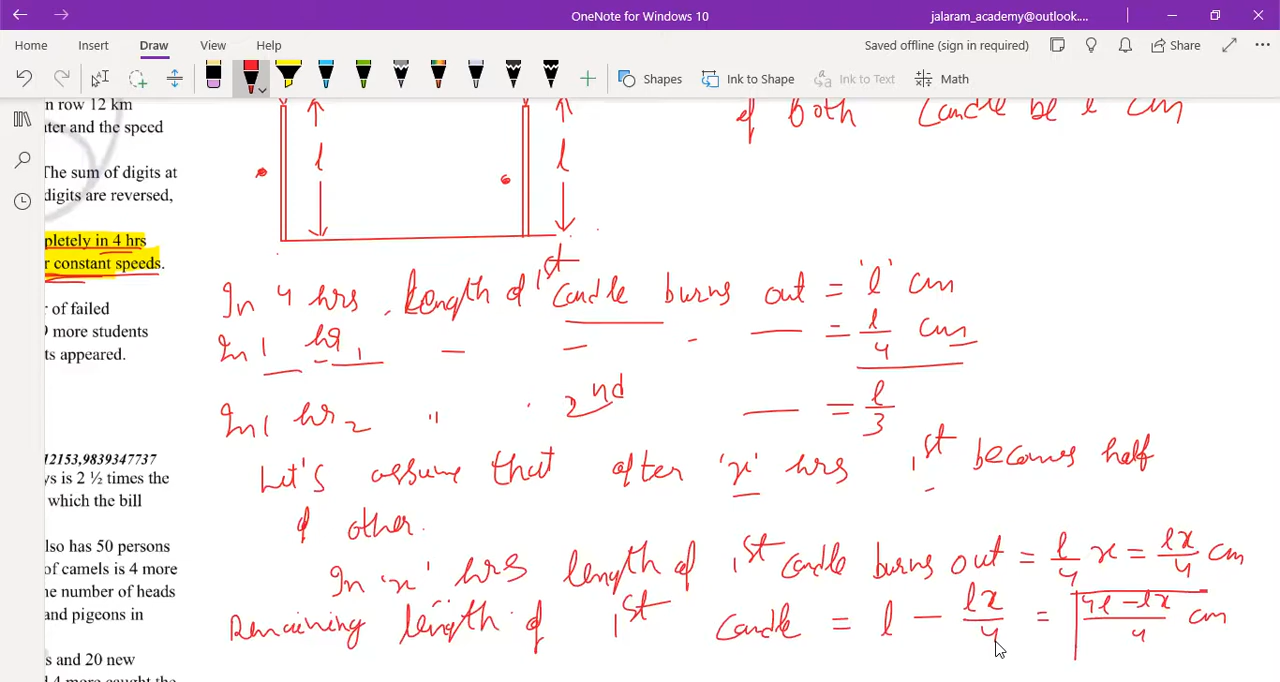 OneNote for Windows 10
jalaram_academy@outlook....
Home Insert Draw View Help
Saved offline (sign in required) Share
Shapes Ink to Shape Ink to Text Math
n row 12 km
ter and the speed
The sum of digits at
digits are reversed,
pletely in 4 hrs
r constant speeds.
r of failed
more students
ts appeared.
12153,9839347737
ys is 2 ½ times the
which the bill
lso has 50 persons
of camels is 4 more
ne number of heads
and pigeons in
s and 20 new
4 more caught the
l l
of both Candle be l cm
In 4 hrs, Length of 1st Candle burns out = 'l' cm
In 1 hr, — — - — = l/4 cm
In 1 hr, " 2nd — = l/3
Let's assume that after 'x' hrs 1st becomes half
of other.
In 'x' hrs length of 1st Candle burns out = l/4 x = lx/4 cm
Remaining length of 1st Candle = l - lx/4 = 4l-lx/4 cm